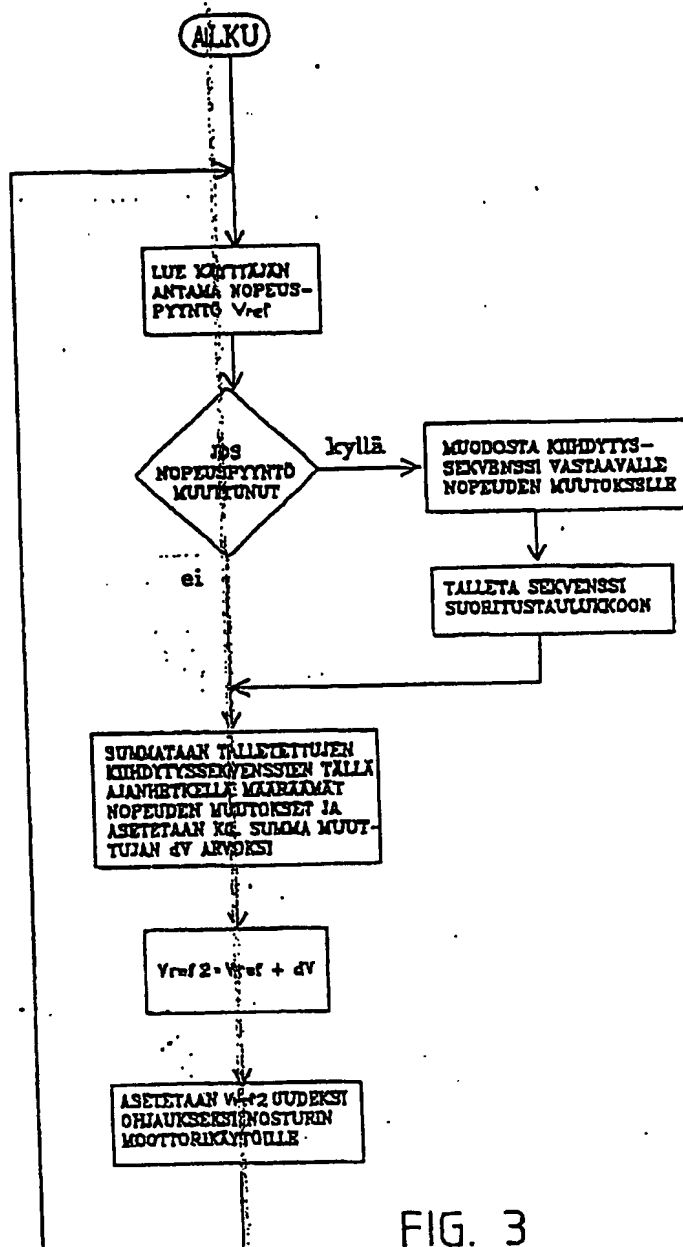 ALKU
LUE KÄYTTÄJÄN
ANTAMA NOPEUS-
PYYNTÖ Vref
JOS
NOPEUSPYYNTÖ
MUUTTUNUT
kyllä
MUODOSTA KIIHDYTYS-
SEKVENSSI VASTAAVALLE
NOPEUDEN MUUTOKSELLE
ei
TALLETA SEKVENSSI
SUORITUSTAULUKKOON
SUMMATAAN TALLETETTUJEN
KIIHDYTYSSEKVENSSIEN TÄLLÄ
AJANHETKELLÄ MÄÄRÄÄMÄT
NOPEUDEN MUUTOKSET JA
ASETETAAN KO. SUMMA MUUT-
TUJAN dV ARVOKSI
Vref2=Vref + dV
ASETETAAN Vref2 UUDEKSI
OHJAUKSEKSI NOSTURIN
MOOTTORIKÄYTÖILLE
FIG. 3